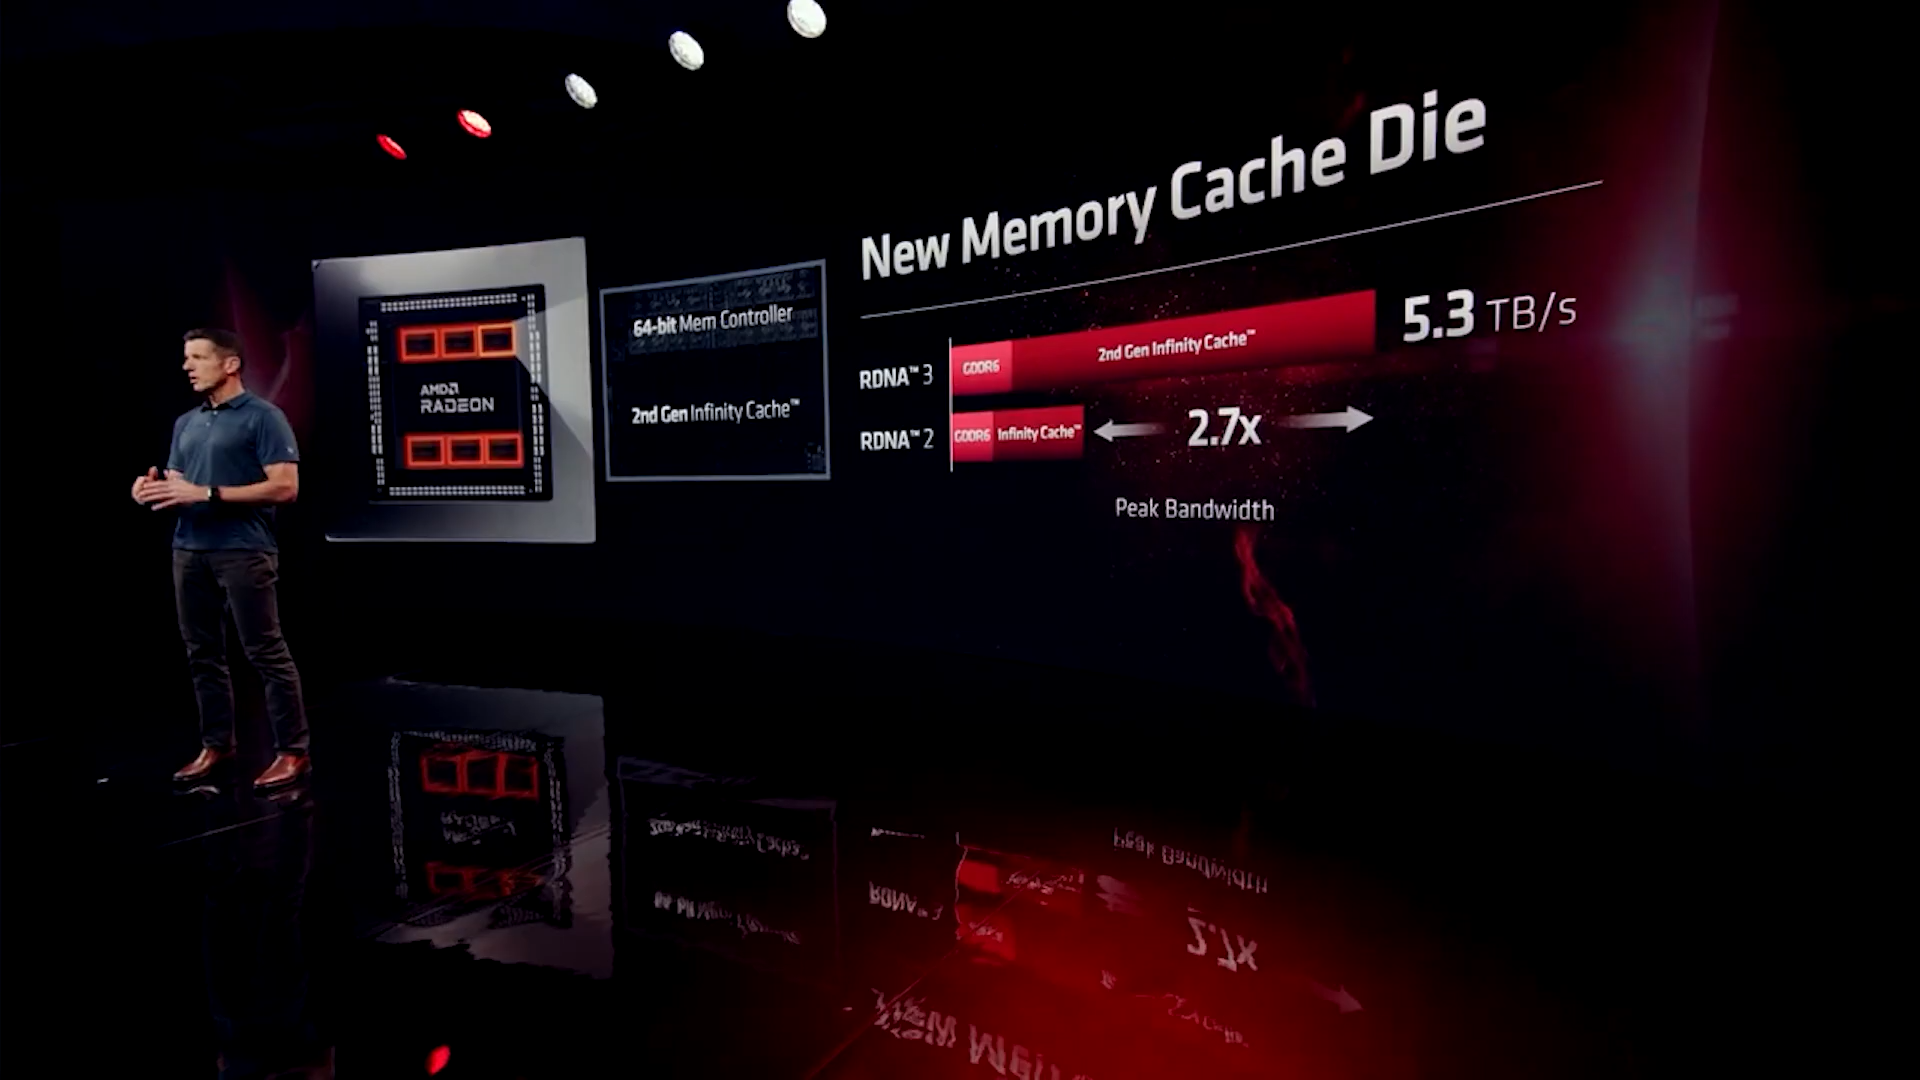 New Memory Cache Die
AMD
RADEON
64-bit Mem Controller
2nd Gen Infinity Cache™
RDNA™ 3
GDDR6
2nd Gen Infinity Cache™
5.3 TB/s
RDNA™ 2
GDDR6
Infinity Cache™
2.7x
Peak Bandwidth